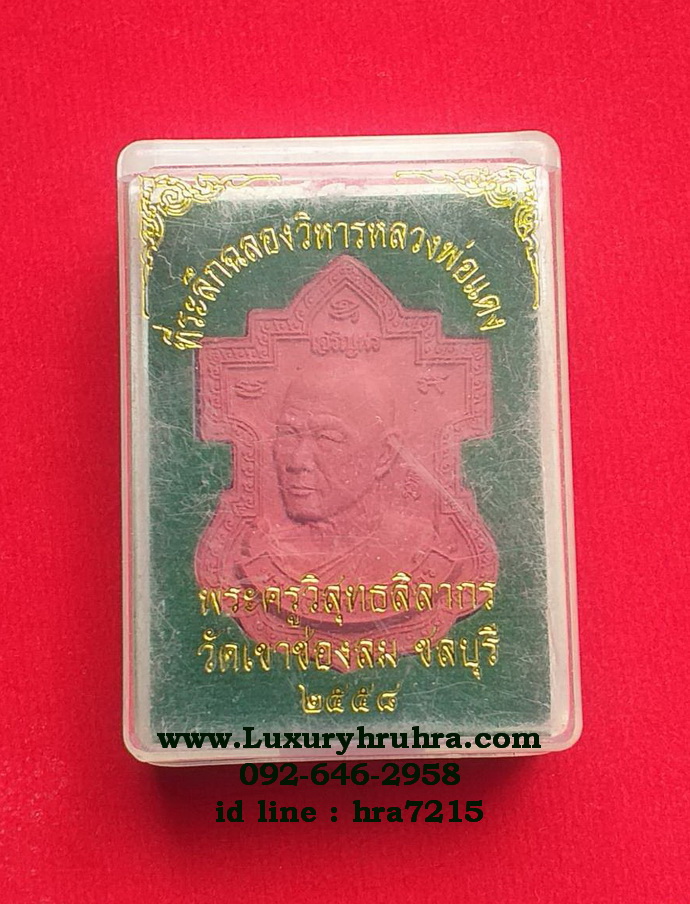 ที่ระลึกฉลองวิหารหลวงพ่อแดง
พระครูวิสุทธสิลากร
วัดเขาช่องลม ชลบุรี
๒๕๕๘
www.Luxuryhruhra.com
092-646-2958
id line : hra7215